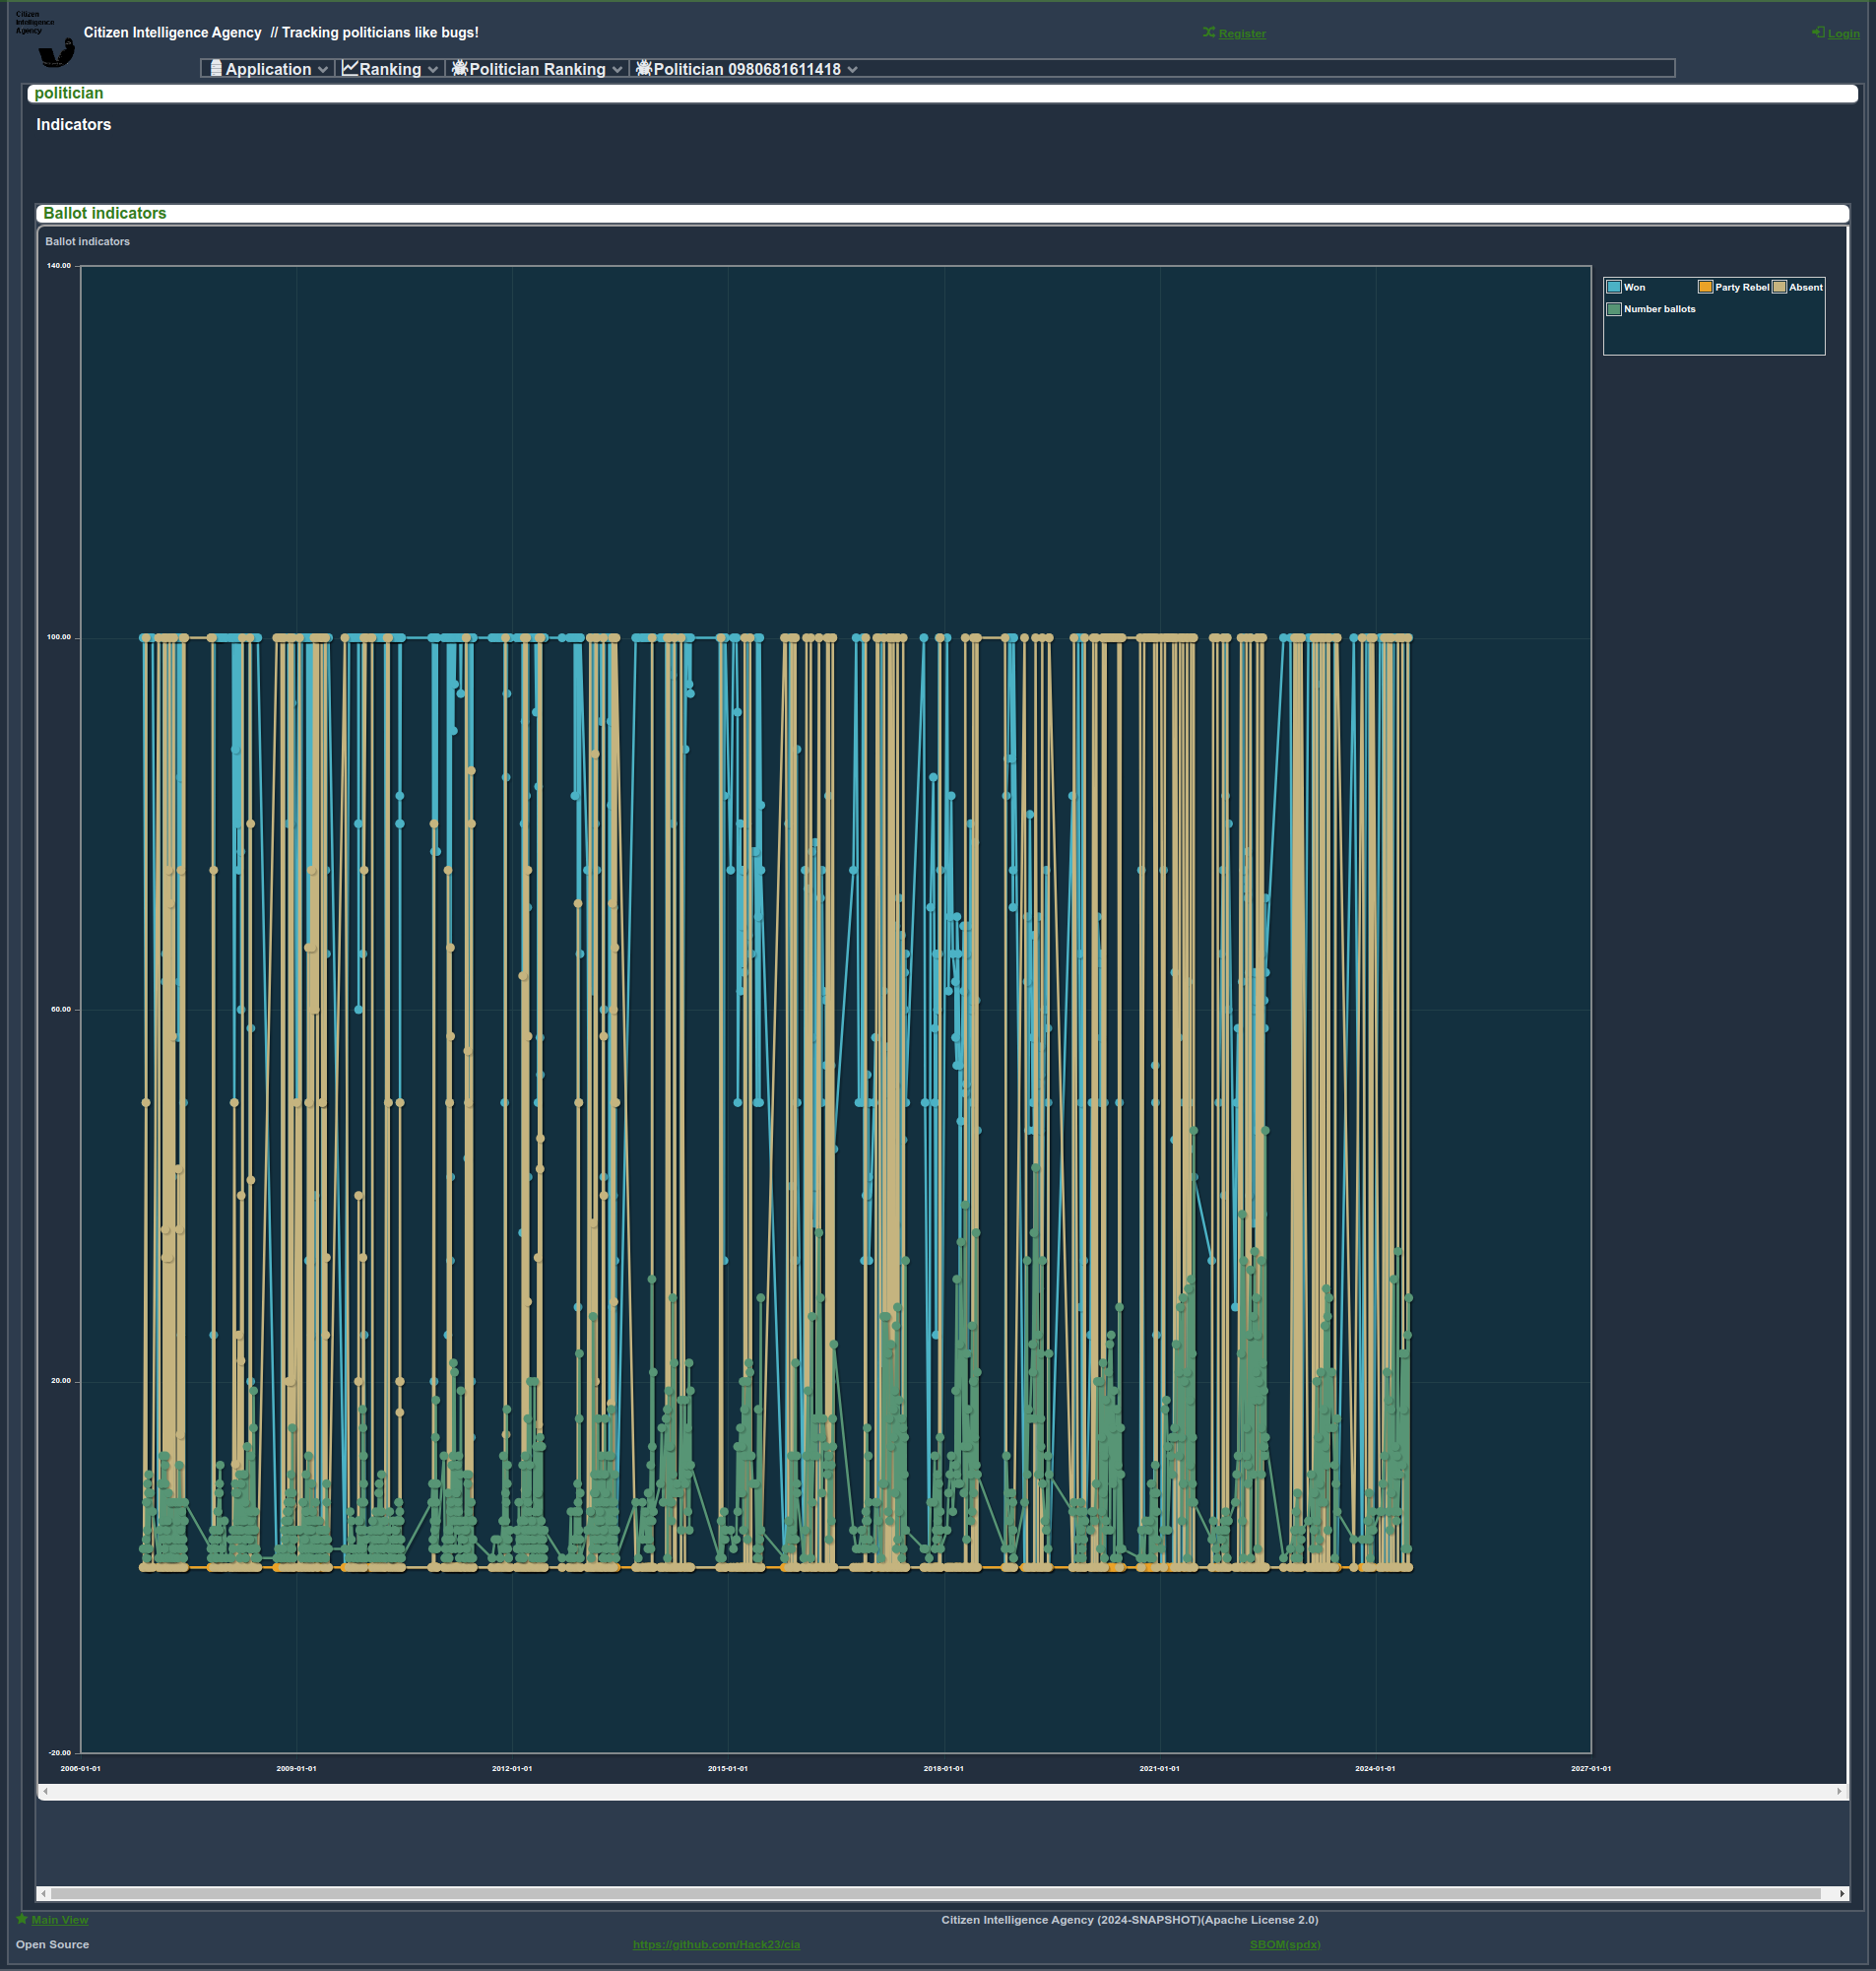 Citizen
Intelligence
Agency
Citizen Intelligence Agency // Tracking politicians like bugs!
Register
Login
Application
Ranking
Politician Ranking
Politician 0980681611418
politician
Indicators
Ballot indicators
Ballot indicators
140.00
Won
Party Rebel
Absent
Number ballots
100.00
60.00
20.00
-20.00
2006-01-01
2009-01-01
2012-01-01
2015-01-01
2018-01-01
2021-01-01
2024-01-01
2027-01-01
Main View
Citizen Intelligence Agency (2024-SNAPSHOT)(Apache License 2.0)
Open Source
https://github.com/Hack23/cia
SBOM(spdx)